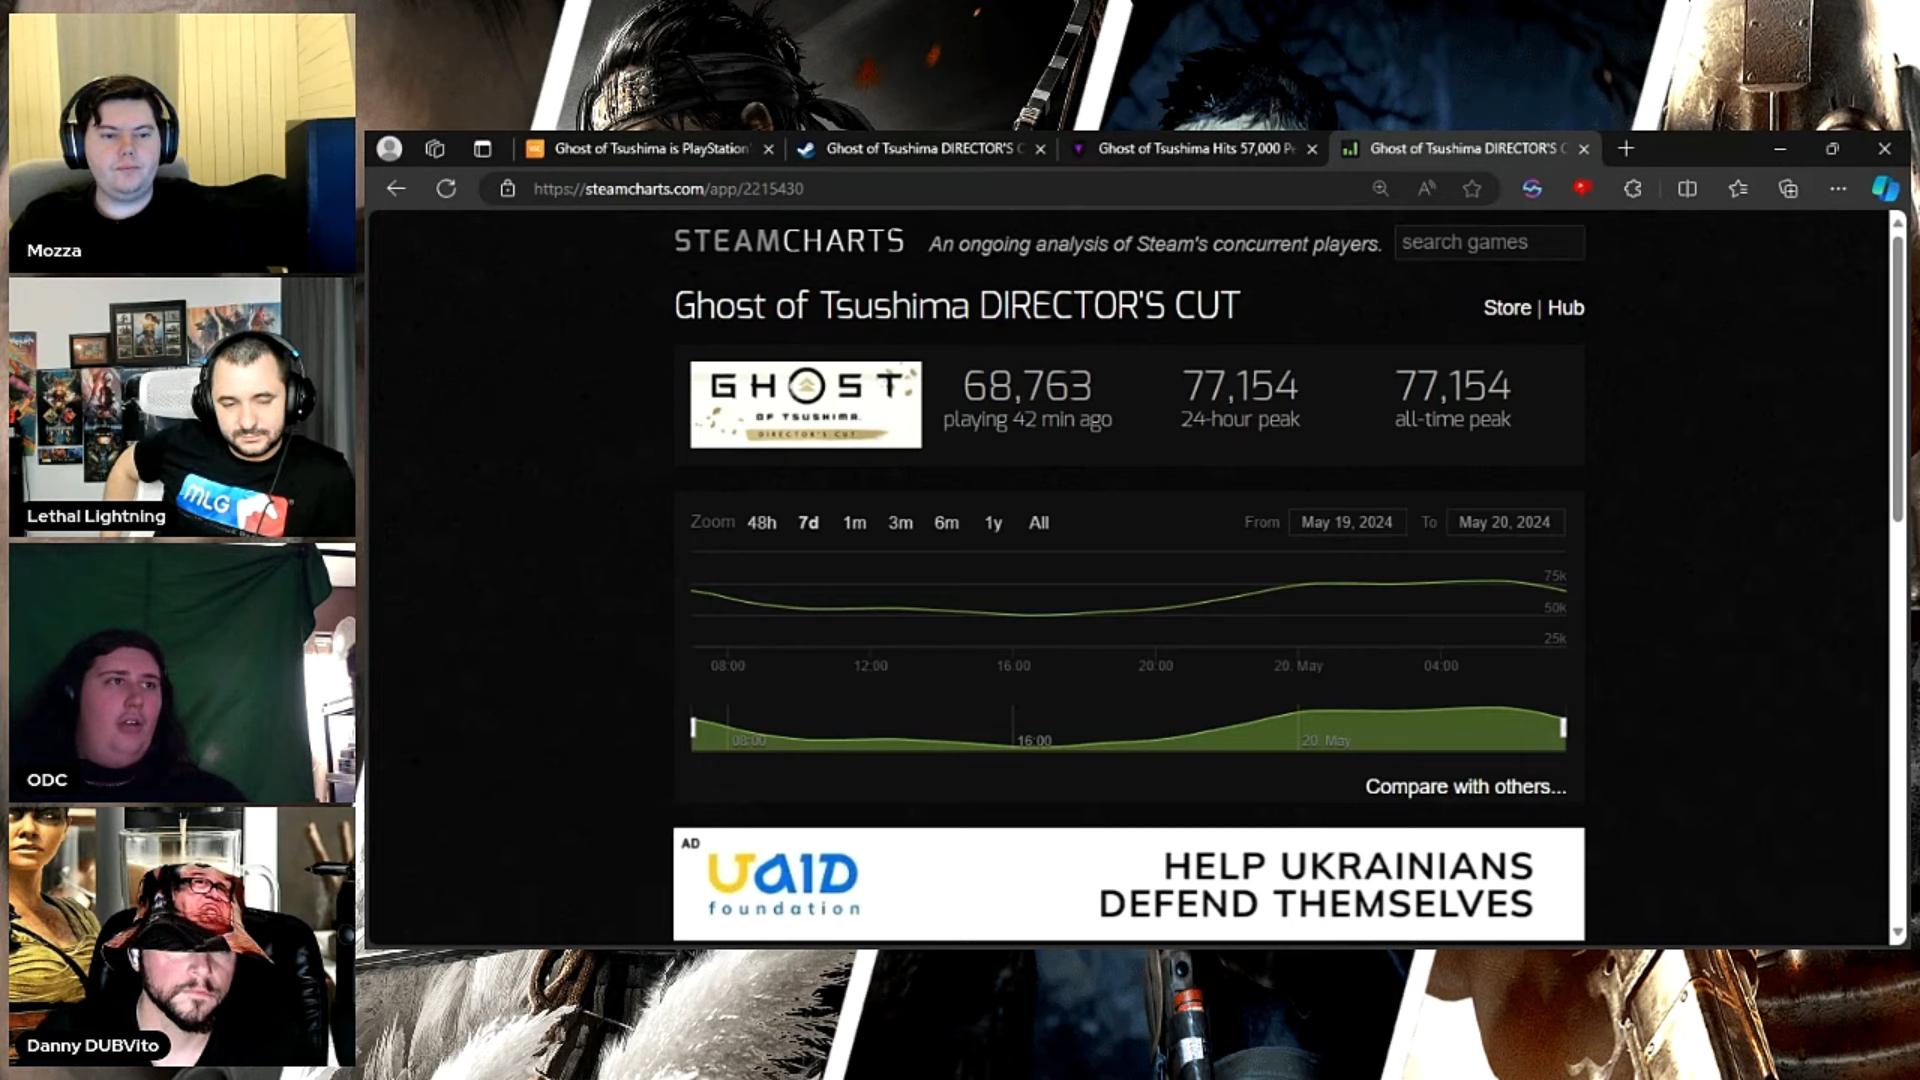 Mozza
MLG
Lethal Lightning
ODC
Danny DUBVito
Ghost of Tsushima is PlayStation
Ghost of Tsushima DIRECTOR'S C
Ghost of Tsushima Hits 57,000 Pe
Ghost of Tsushima DIRECTOR'S C
https://steamcharts.com/app/2215430
STEAMCHARTS
An ongoing analysis of Steam's concurrent players.
search games
Ghost of Tsushima DIRECTOR'S CUT
Store | Hub
GHOST
OF TSUSHIMA
DIRECTOR'S CUT
68,763
playing 42 min ago
77,154
24-hour peak
77,154
all-time peak
Zoom 48h 7d 1m 3m 6m 1y All
From May 19, 2024 To May 20, 2024
75k
50k
25k
08:00 12:00 16:00 20:00 20. May 04:00
08:00 16:00 20. May
Compare with others...
AD
UAID
foundation
HELP UKRAINIANS
DEFEND THEMSELVES